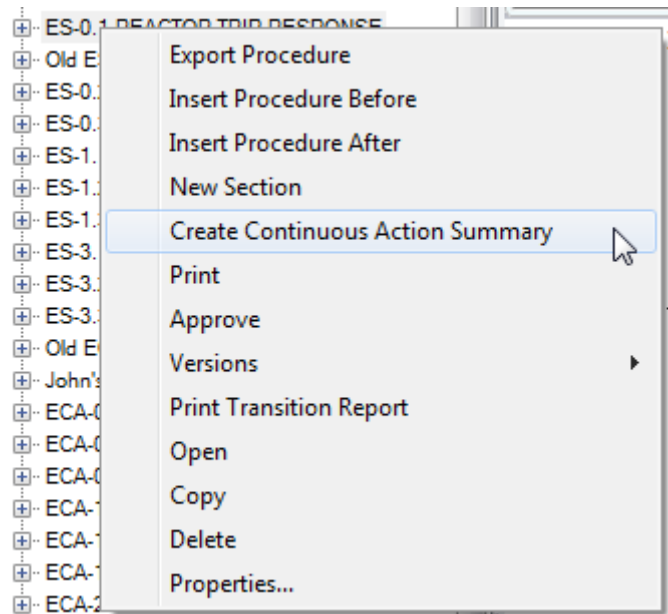 ES-0.1 REACTOR TRIP RESPONSE
Old E
ES-0.
ES-0.
ES-1.
ES-1.
ES-1.
ES-3.
ES-3.
ES-3.
Old E
John's
ECA-0
ECA-0
ECA-0
ECA-
ECA-
ECA-
ECA-2
Export Procedure
Insert Procedure Before
Insert Procedure After
New Section
Create Continuous Action Summary
Print
Approve
Versions
Print Transition Report
Open
Copy
Delete
Properties...